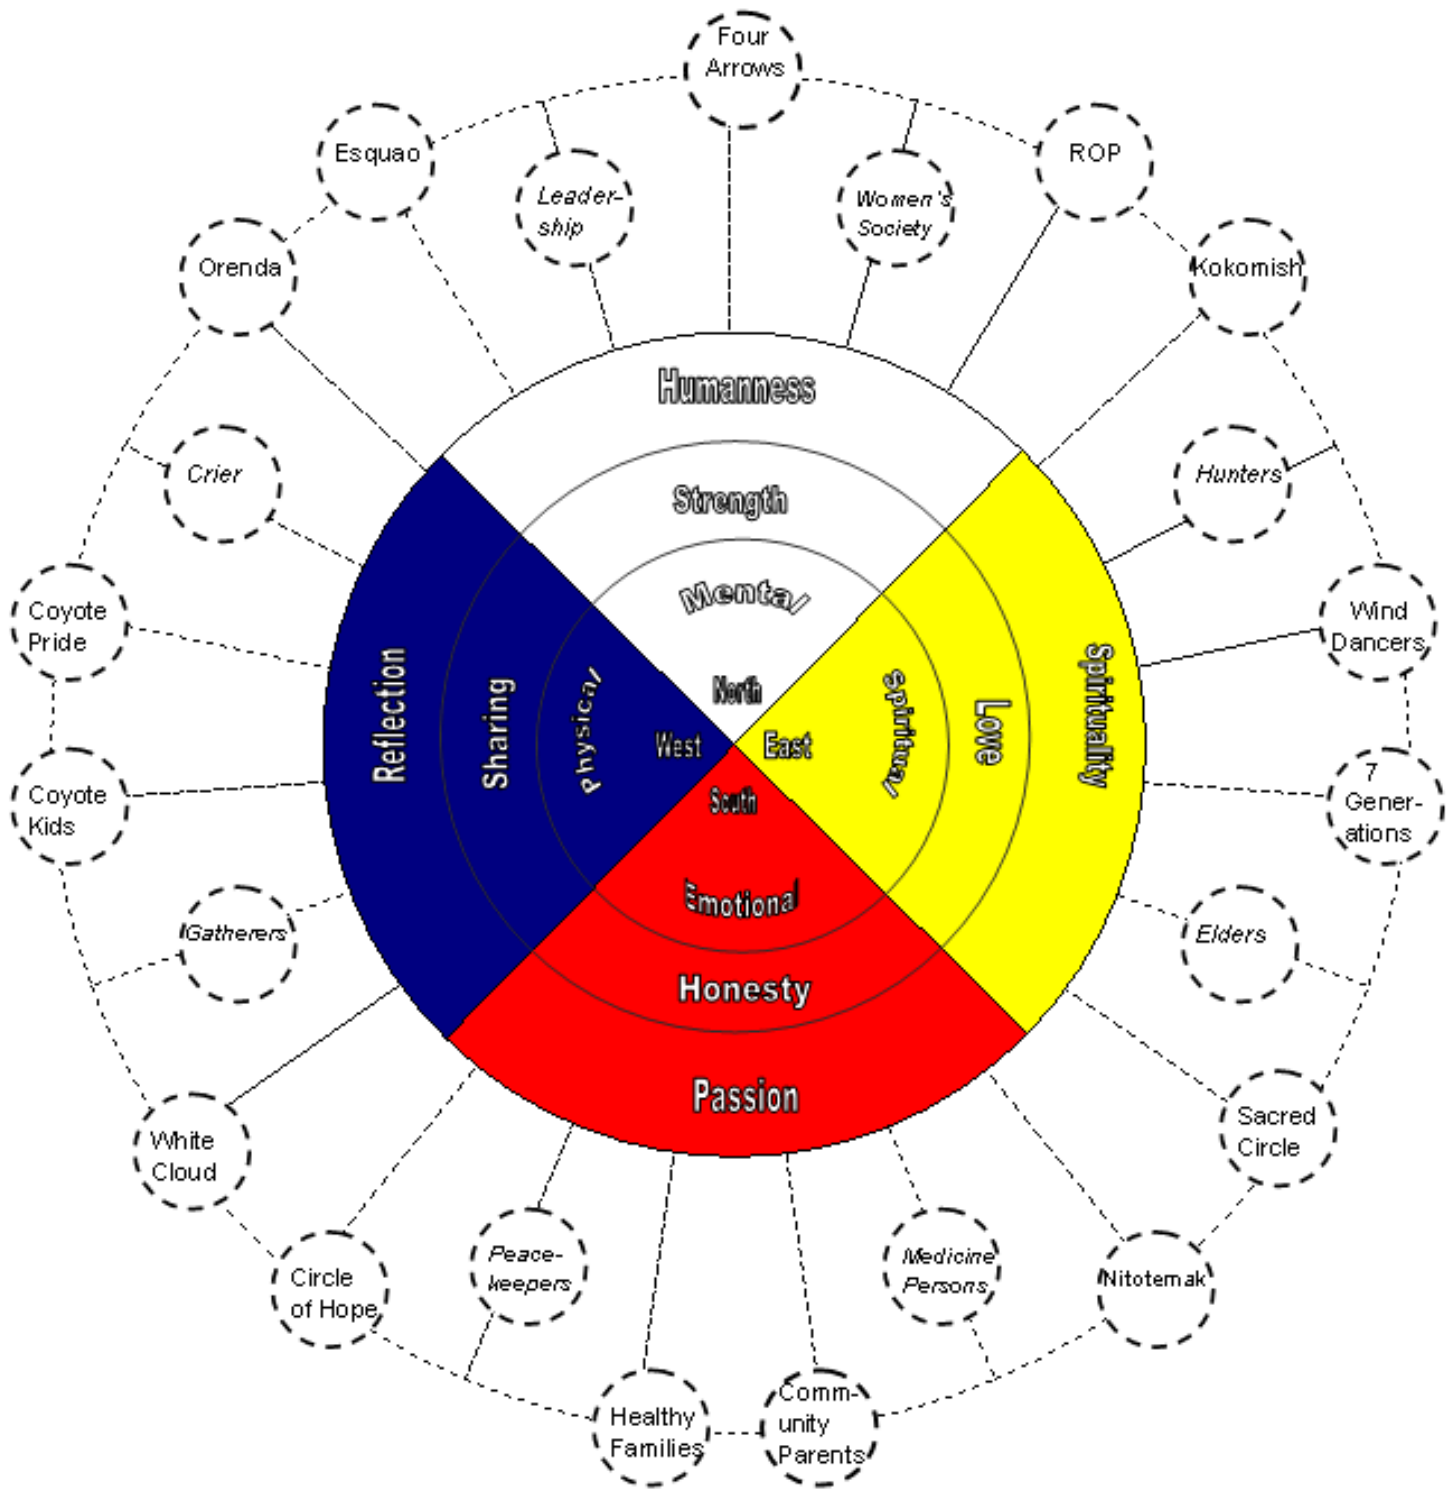 Four
Arrows
Esquao
ROP
Leader-
ship
Women's
Society
Orenda
Kokomish
Humanness
Crier
Hunters
Strength
Mental
Coyote
Pride
Wind
Dancers
North
Reflection
Sharing
Physical
West
East
Spiritual
Love
Spirituality
South
Coyote
Kids
7
Gener-
ations
Emotional
Gatherers
Elders
Honesty
Passion
White
Cloud
Sacred
Circle
Circle
of Hope
Peace-
keepers
Medicine
Persons
Nitotemak
Healthy
Families
Comm-
unity
Parents